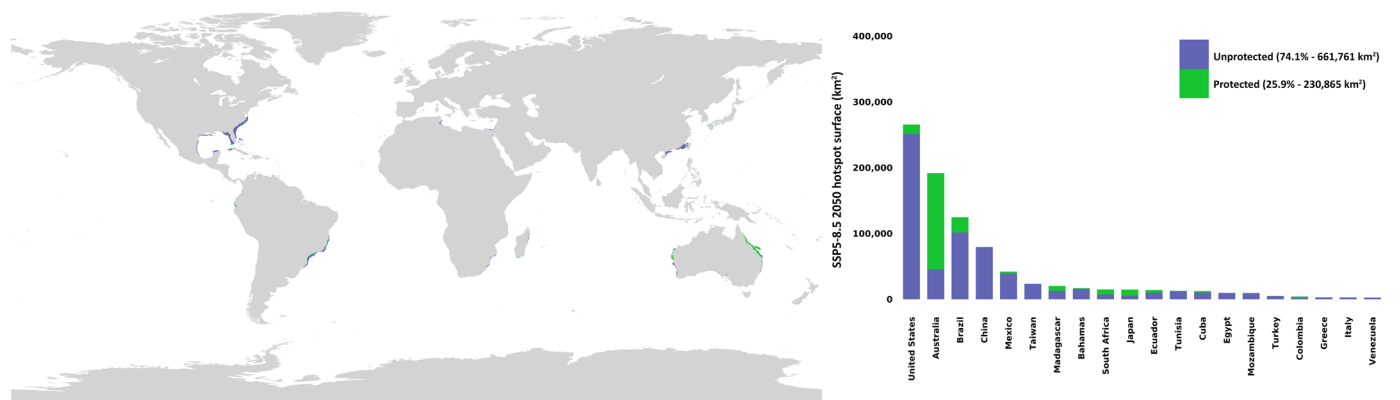 400,000
300,000
200,000
100,000
0
SSP5-8.5 2050 hotspot surface (km²)
Unprotected (74.1% - 661,761 km²)
Protected (25.9% - 230,865 km²)
United States
Australia
Brazil
China
Mexico
Taiwan
Madagascar
Bahamas
South Africa
Japan
Ecuador
Tunisia
Cuba
Egypt
Mozambique
Turkey
Colombia
Greece
Italy
Venezuela